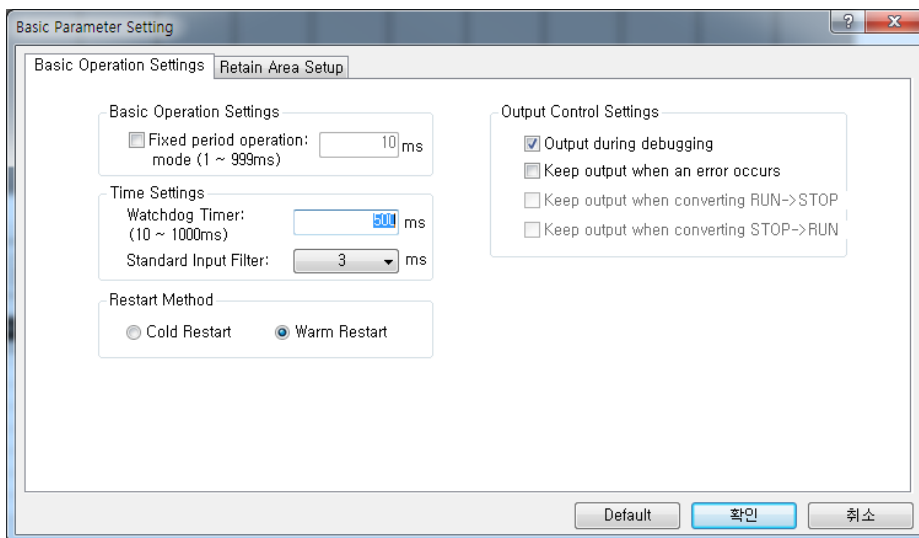 Basic Parameter Setting
?
X
Basic Operation Settings
Retain Area Setup
Basic Operation Settings
Fixed period operation: 10 ms
mode (1 ~ 999ms)
Time Settings
Watchdog Timer: 500 ms
(10 ~ 1000ms)
Standard Input Filter: 3 ms
Restart Method
Cold Restart
Warm Restart
Output Control Settings
Output during debugging
Keep output when an error occurs
Keep output when converting RUN->STOP
Keep output when converting STOP->RUN
Default
확인
취소